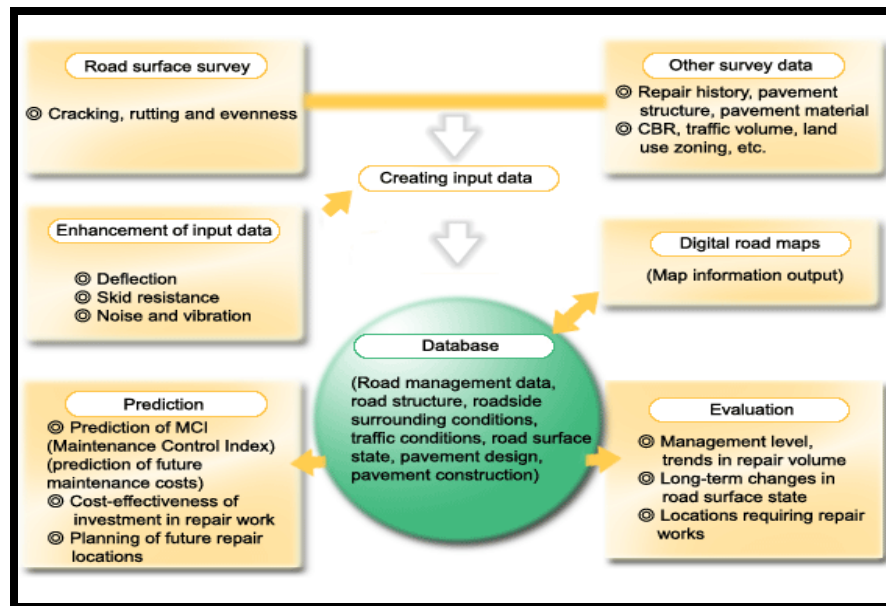 Road surface survey
◎ Cracking, rutting and evenness
Other survey data
◎ Repair history, pavement
structure, pavement material
◎ CBR, traffic volume, land
use zoning, etc.
Creating input data
Enhancement of input data
◎ Deflection
◎ Skid resistance
◎ Noise and vibration
Digital road maps
(Map information output)
Database
(Road management data,
road structure, roadside
surrounding conditions,
traffic conditions, road surface
state, pavement design,
pavement construction)
Prediction
◎ Prediction of MCI
(Maintenance Control Index)
(prediction of future
maintenance costs)
◎ Cost-effectiveness of
investment in repair work
◎ Planning of future repair
locations
Evaluation
◎ Management level,
trends in repair volume
◎ Long-term changes in
road surface state
◎ Locations requiring repair
works